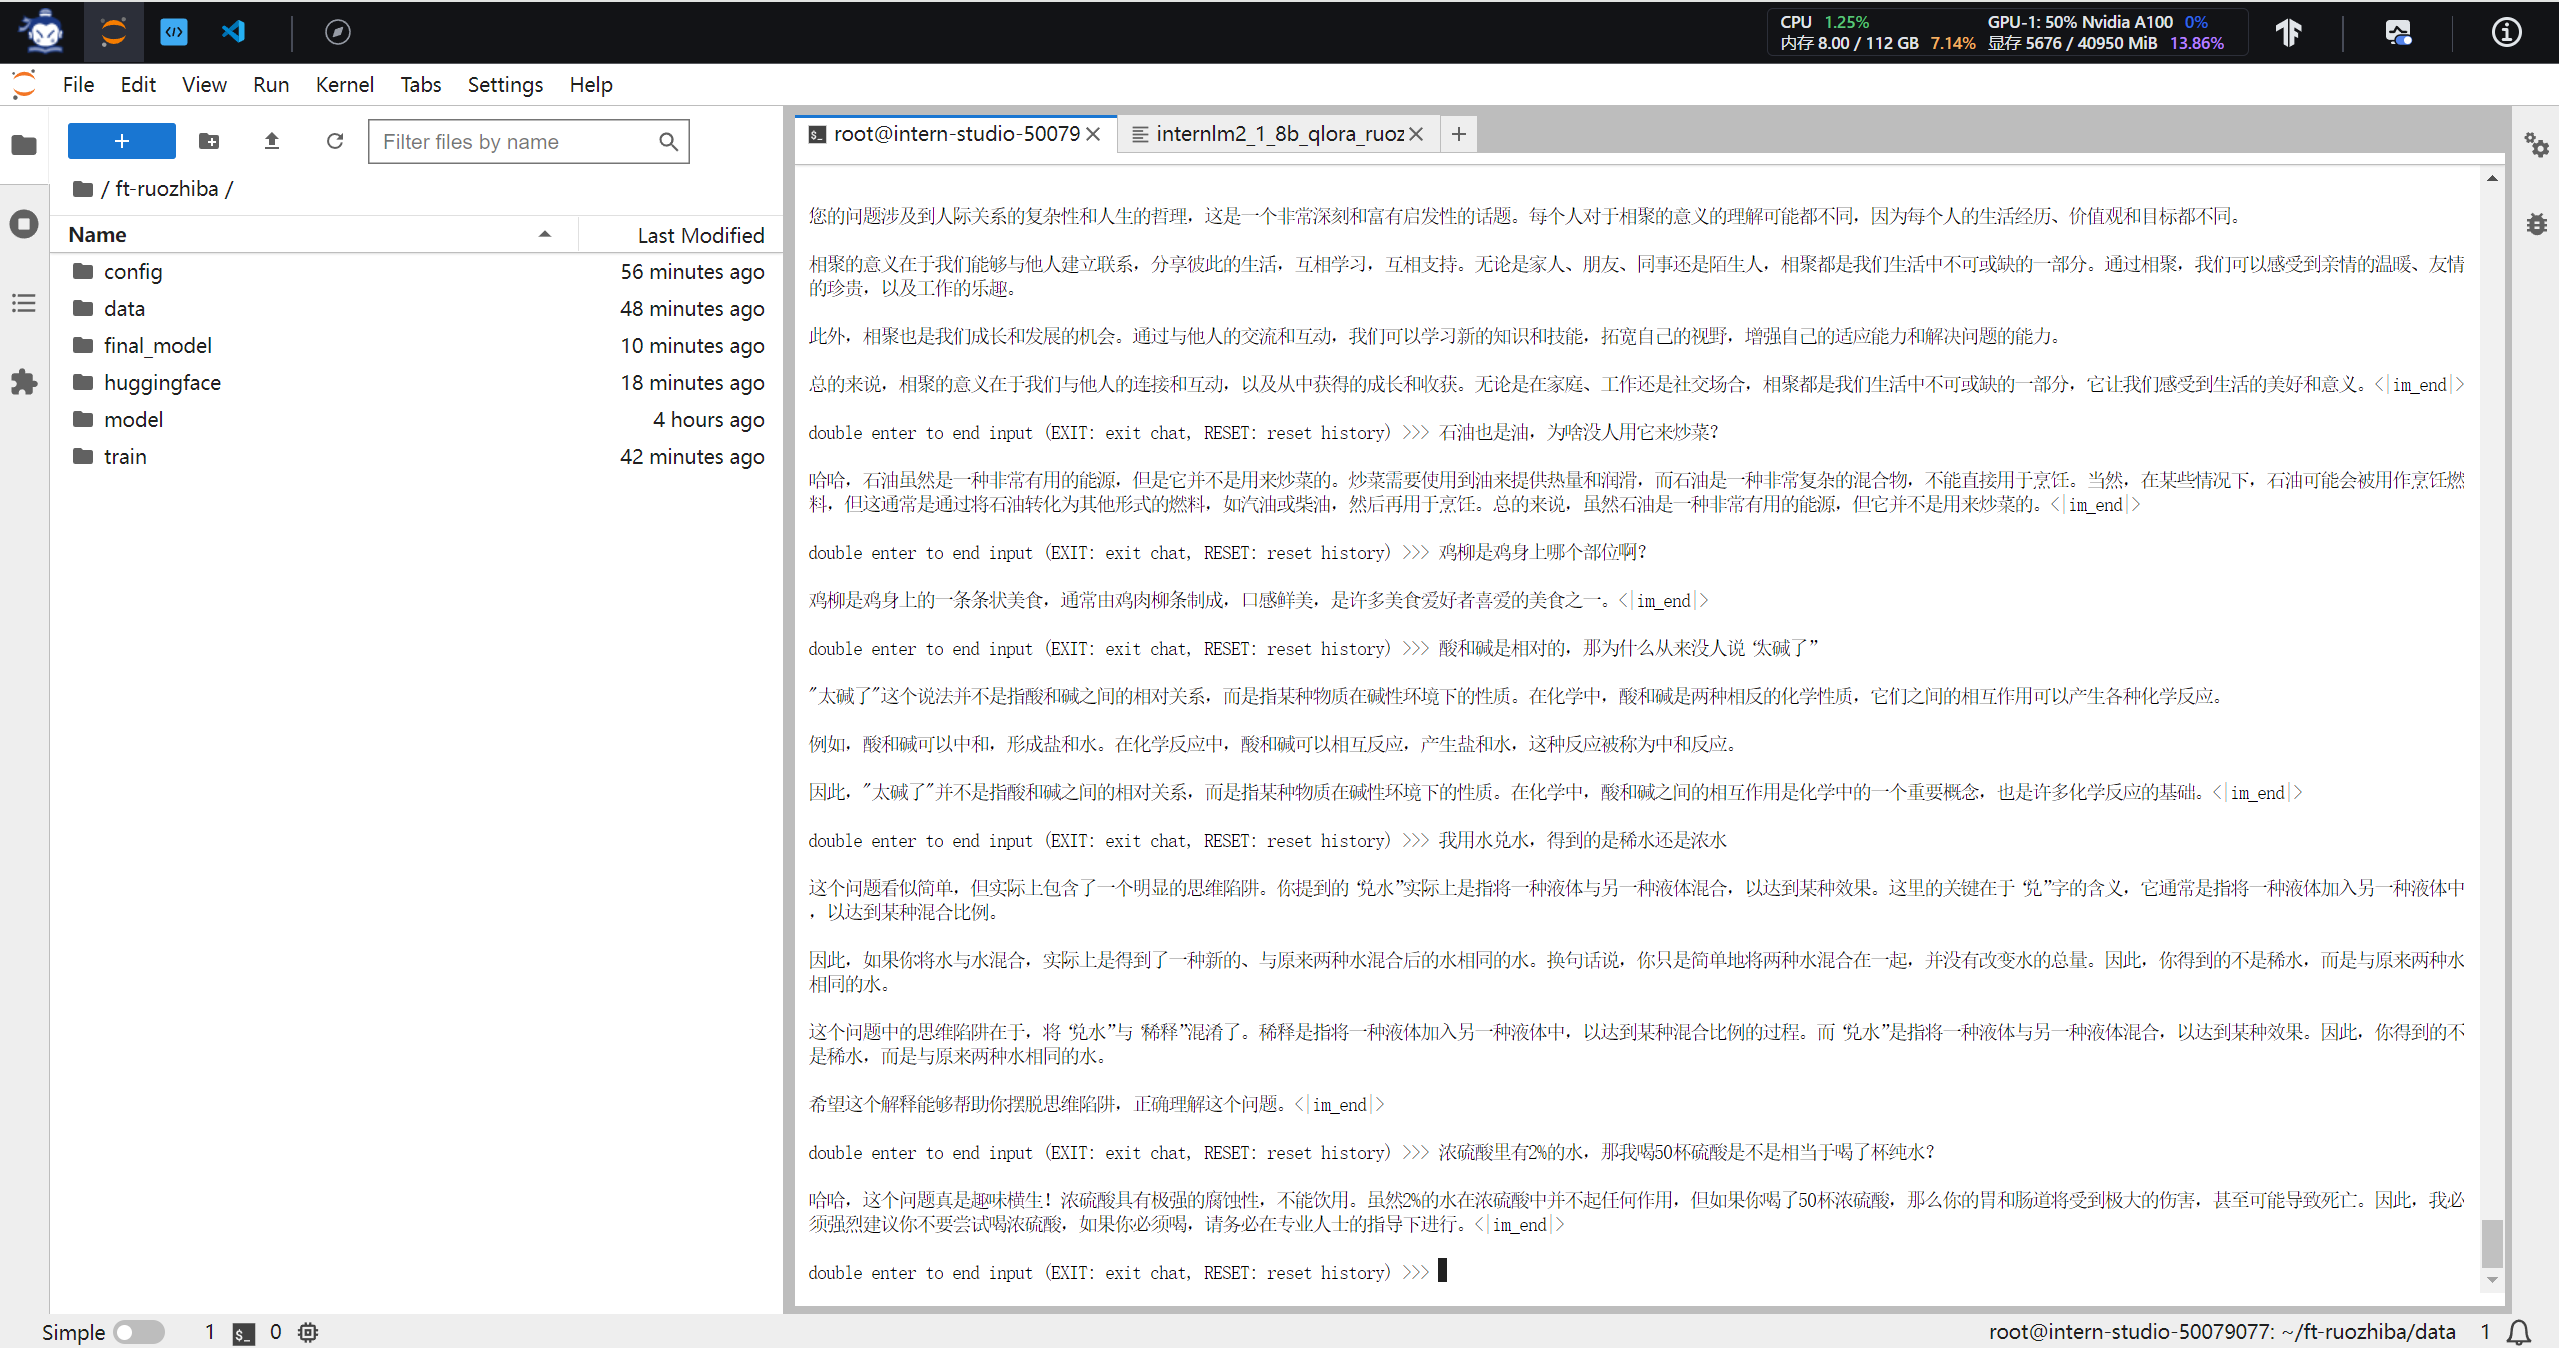 CPU 1.25% GPU-1: 50% Nvidia A100 0%
内存 8.00 / 112 GB 7.14% 显存 5676 / 40950 MiB 13.86%
File Edit View Run Kernel Tabs Settings Help
Filter files by name
/ ft-ruozhiba /
Name Last Modified
config 56 minutes ago
data 48 minutes ago
final_model 10 minutes ago
huggingface 18 minutes ago
model 4 hours ago
train 42 minutes ago
root@intern-studio-50079 internlm2_1_8b_qlora_ruoz
您的问题涉及到人际关系的复杂性和人生的哲理，这是一个非常深刻和富有启发性的话题。每个人对于相聚的意义的理解可能都不同，因为每个人的生活经历、价值观和目标都不同。
相聚的意义在于我们能够与他人建立联系，分享彼此的生活，互相学习，互相支持。无论是家人、朋友、同事还是陌生人，相聚都是我们生活中不可或缺的一部分。通过相聚，我们可以感受到亲情的温暖、友情
的珍贵，以及工作的乐趣。
此外，相聚也是我们成长和发展的机会。通过与他人的交流和互动，我们可以学习新的知识和技能，拓宽自己的视野，增强自己的适应能力和解决问题的能力。
总的来说，相聚的意义在于我们与他人的连接和互动，以及从中获得的成长和收获。无论是在家庭、工作还是社交场合，相聚都是我们生活中不可或缺的一部分，它让我们感受到生活的美好和意义。<|im_end|>
double enter to end input (EXIT: exit chat, RESET: reset history) >>> 石油也是油，为啥没人用它来炒菜？
哈哈，石油虽然是一种非常有用的能源，但是它并不是用来炒菜的。炒菜需要使用到油来提供热量和润滑，而石油是一种非常复杂的混合物，不能直接用于烹饪。当然，在某些情况下，石油可能会被用作烹饪燃
料，但这通常是通过将石油转化为其他形式的燃料，如汽油或柴油，然后再用于烹饪。总的来说，虽然石油是一种非常有用的能源，但它并不是用来炒菜的。<|im_end|>
double enter to end input (EXIT: exit chat, RESET: reset history) >>> 鸡柳是鸡身上哪个部位啊？
鸡柳是鸡身上的一条条状美食，通常由鸡肉柳条制成，口感鲜美，是许多美食爱好者喜爱的美食之一。<|im_end|>
double enter to end input (EXIT: exit chat, RESET: reset history) >>> 酸和碱是相对的，那为什么从来没人说“太碱了”
"太碱了"这个说法并不是指酸和碱之间的相对关系，而是指某种物质在碱性环境下的性质。在化学中，酸和碱是两种相反的化学性质，它们之间的相互作用可以产生各种化学反应。
例如，酸和碱可以中和，形成盐和水。在化学反应中，酸和碱可以相互反应，产生盐和水，这种反应被称为中和反应。
因此，"太碱了"并不是指酸和碱之间的相对关系，而是指某种物质在碱性环境下的性质。在化学中，酸和碱之间的相互作用是化学中的一个重要概念，也是许多化学反应的基础。<|im_end|>
double enter to end input (EXIT: exit chat, RESET: reset history) >>> 我用水兑水，得到的是稀水还是浓水
这个问题看似简单，但实际上包含了一个明显的思维陷阱。你提到的“兑水”实际上是指将一种液体与另一种液体混合，以达到某种效果。这里的关键在于“兑”字的含义，它通常是指将一种液体加入另一种液体中
，以达到某种混合比例。
因此，如果你将水与水混合，实际上是得到了一种新的、与原来两种水混合后的水相同的水。换句话说，你只是简单地将两种水混合在一起，并没有改变水的总量。因此，你得到的不是稀水，而是与原来两种水
相同的水。
这个问题中的思维陷阱在于，将“兑水”与“稀释”混淆了。稀释是指将一种液体加入另一种液体中，以达到某种混合比例的过程。而“兑水”是指将一种液体与另一种液体混合，以达到某种效果。因此，你得到的不
是稀水，而是与原来两种水相同的水。
希望这个解释能够帮助你摆脱思维陷阱，正确理解这个问题。<|im_end|>
double enter to end input (EXIT: exit chat, RESET: reset history) >>> 浓硫酸里有2%的水，那我喝50杯硫酸是不是相当于喝了杯纯水？
哈哈，这个问题真是趣味横生！浓硫酸具有极强的腐蚀性，不能饮用。虽然2%的水在浓硫酸中并不起任何作用，但如果你喝了50杯浓硫酸，那么你的胃和肠道将受到极大的伤害，甚至可能导致死亡。因此，我必
须强烈建议你不要尝试喝浓硫酸，如果你必须喝，请务必在专业人士的指导下进行。<|im_end|>
double enter to end input (EXIT: exit chat, RESET: reset history) >>>
Simple 1 0 root@intern-studio-50079077: ~/ft-ruozhiba/data 1